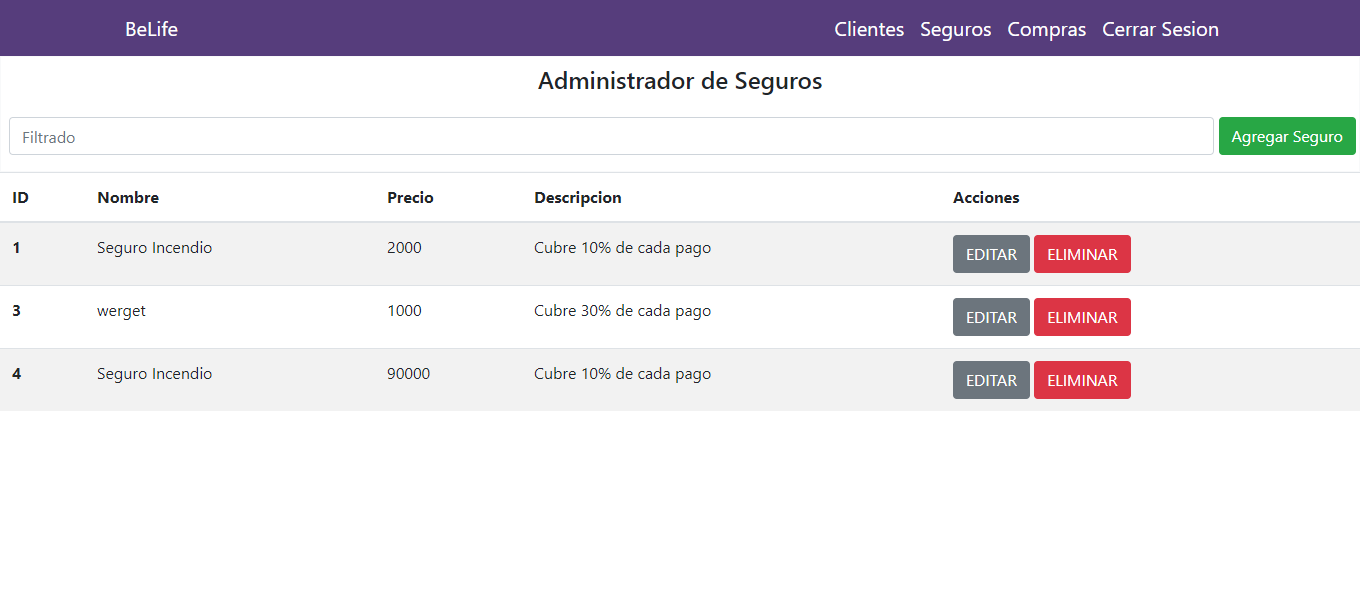 BeLife Clientes Seguros Compras Cerrar Sesion
Administrador de Seguros
Filtrado Agregar Seguro
ID Nombre Precio Descripcion Acciones
1 Seguro Incendio 2000 Cubre 10% de cada pago EDITAR ELIMINAR
3 werget 1000 Cubre 30% de cada pago EDITAR ELIMINAR
4 Seguro Incendio 90000 Cubre 10% de cada pago EDITAR ELIMINAR